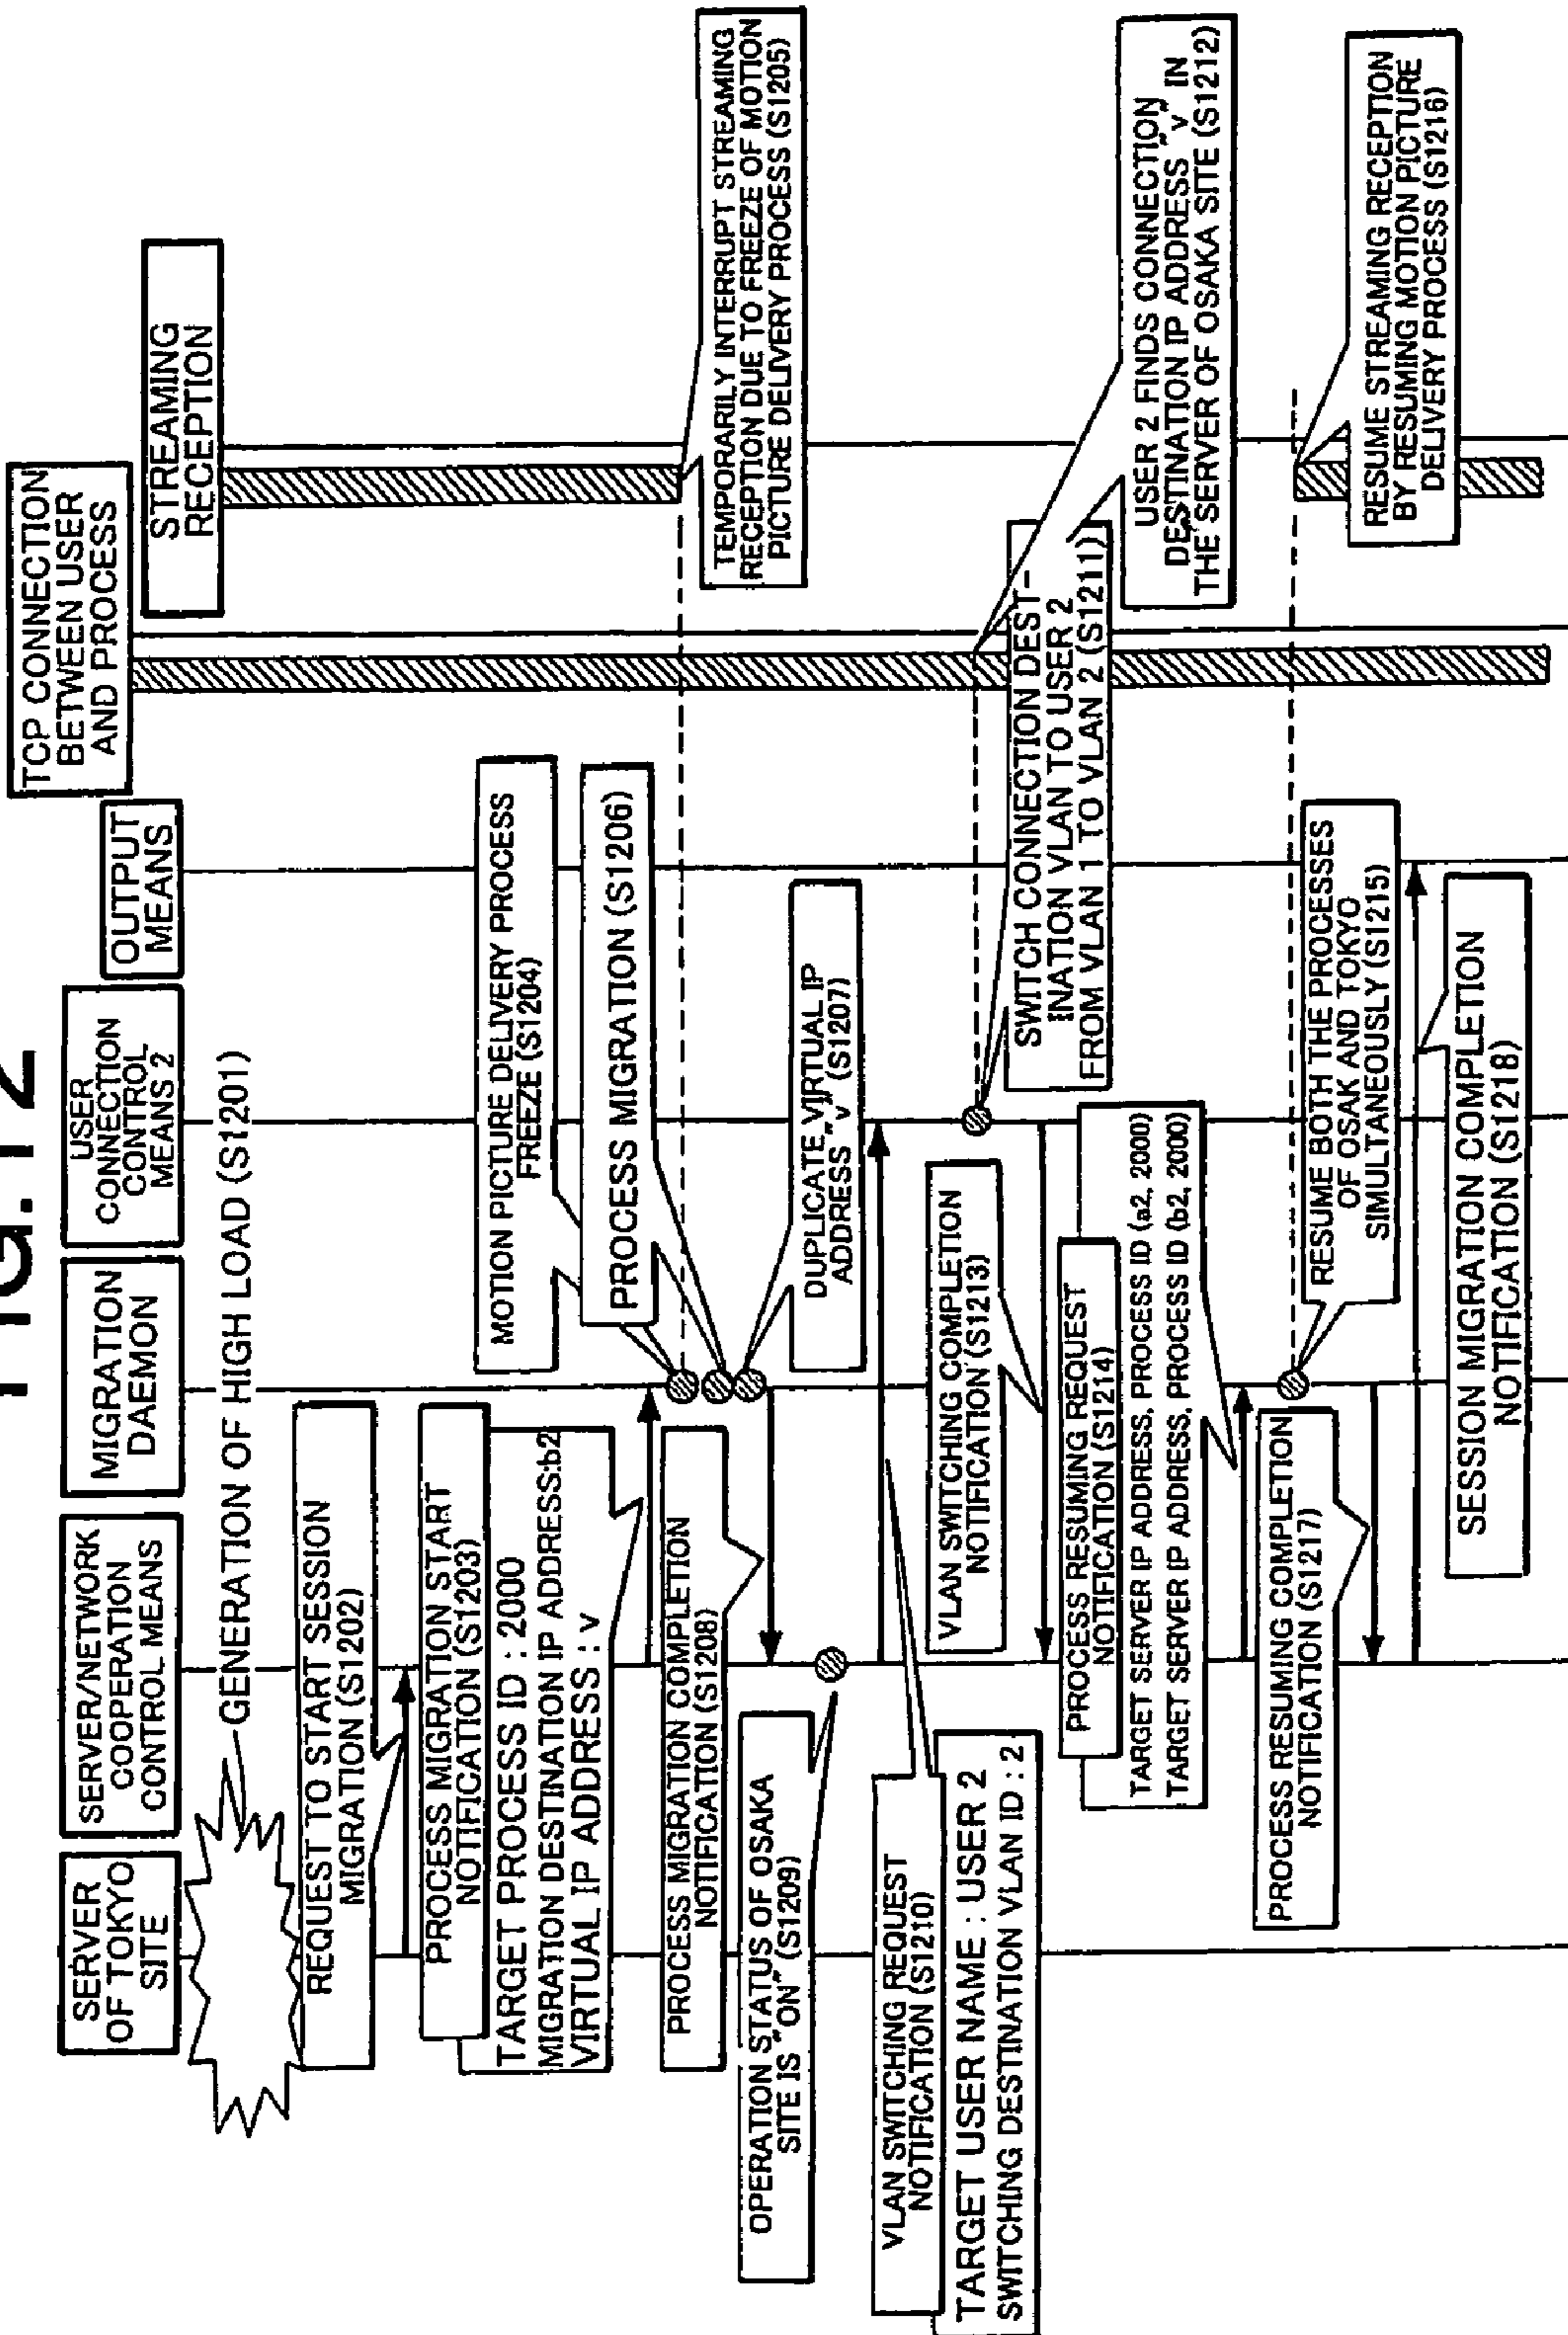 FIG.12
SERVER
OF TOKYO
SITE
SERVER/NETWORK
COOPERATION
CONTROL MEANS
MIGRATION
DAEMON
USER
CONNECTION
CONTROL
MEANS 2
OUTPUT
MEANS
TCP CONNECTION
BETWEEN USER
AND PROCESS
STREAMING
RECEPTION
GENERATION OF HIGH LOAD (S1201)
REQUEST TO START SESSION
MIGRATION (S1202)
PROCESS MIGRATION START
NOTIFICATION (S1203)
TARGET PROCESS ID : 2000
MIGRATION DESTINATION IP ADDRESS:b2
VIRTUAL IP ADDRESS : v
MOTION PICTURE DELIVERY PROCESS
FREEZE (S1204)
TEMPORARILY INTERRUPT STREAMING
RECEPTION DUE TO FREEZE OF MOTION
PICTURE DELIVERY PROCESS (S1205)
PROCESS MIGRATION (S1206)
DUPLICATE VIRTUAL IP
ADDRESS "v" (S1207)
PROCESS MIGRATION COMPLETION
NOTIFICATION (S1208)
OPERATION STATUS OF OSAKA
SITE IS "ON" (S1209)
VLAN SWITCHING REQUEST
NOTIFICATION (S1210)
TARGET USER NAME : USER 2
SWITCHING DESTINATION VLAN ID : 2
SWITCH CONNECTION DEST-
INATION VLAN TO USER 2
FROM VLAN 1 TO VLAN 2 (S1211)
USER 2 FINDS CONNECTION
DESTINATION IP ADDRESS "v" IN
THE SERVER OF OSAKA SITE (S1212)
VLAN SWITCHING COMPLETION
NOTIFICATION (S1213)
PROCESS RESUMING REQUEST
NOTIFICATION (S1214)
TARGET SERVER IP ADDRESS, PROCESS ID (a2, 2000)
TARGET SERVER IP ADDRESS, PROCESS ID (b2, 2000)
RESUME BOTH THE PROCESSES
OF OSAK AND TOKYO
SIMULTANEOUSLY (S1215)
RESUME STREAMING RECEPTION
BY RESUMING MOTION PICTURE
DELIVERY PROCESS (S1216)
PROCESS RESUMING COMPLETION
NOTIFICATION (S1217)
SESSION MIGRATION COMPLETION
NOTIFICATION (S1218)